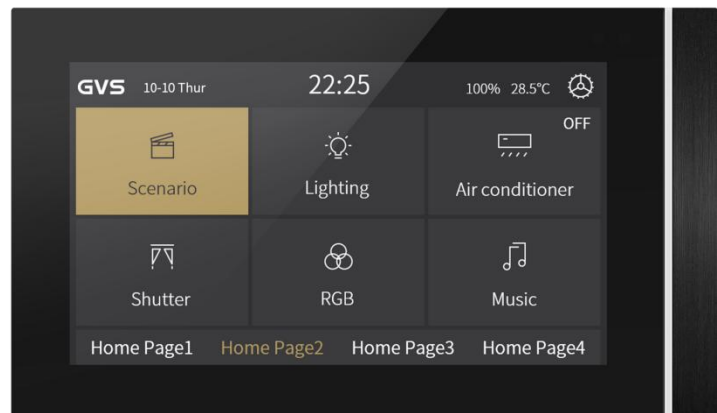 GVS 10-10 Thur 22:25 100% 28.5°C
OFF
Scenario Lighting Air conditioner
Shutter RGB Music
Home Page1 Home Page2 Home Page3 Home Page4